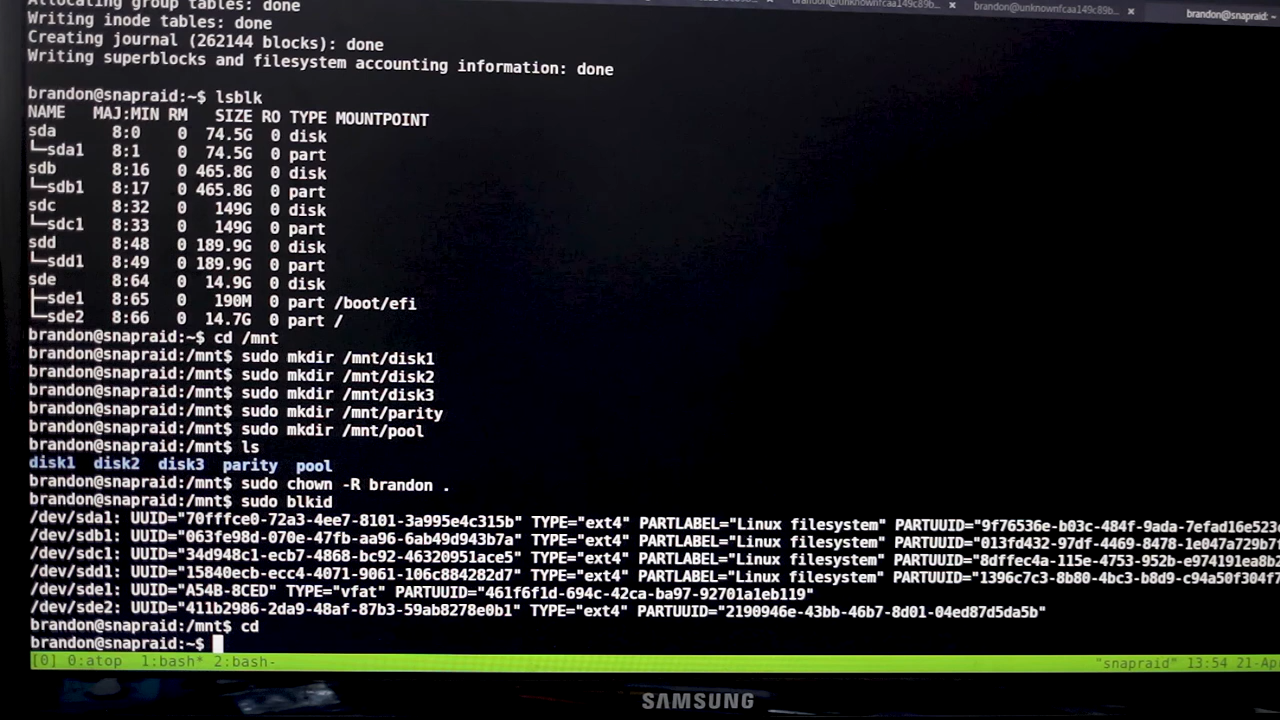 brandon@unknownfcaa149c89b... × brandon@unknownfcaa149c89b... × brandon@snapraid: ~
Allocating group tables: done
Writing inode tables: done
Creating journal (262144 blocks): done
Writing superblocks and filesystem accounting information: done
brandon@snapraid:~$ lsblk
NAME   MAJ:MIN RM   SIZE RO TYPE MOUNTPOINT
sda      8:0    0  74.5G  0 disk
└─sda1   8:1    0  74.5G  0 part
sdb      8:16   0 465.8G  0 disk
└─sdb1   8:17   0 465.8G  0 part
sdc      8:32   0   149G  0 disk
└─sdc1   8:33   0   149G  0 part
sdd      8:48   0 189.9G  0 disk
└─sdd1   8:49   0 189.9G  0 part
sde      8:64   0  14.9G  0 disk
├─sde1   8:65   0   190M  0 part /boot/efi
└─sde2   8:66   0  14.7G  0 part /
brandon@snapraid:~$ cd /mnt
brandon@snapraid:/mnt$ sudo mkdir /mnt/disk1
brandon@snapraid:/mnt$ sudo mkdir /mnt/disk2
brandon@snapraid:/mnt$ sudo mkdir /mnt/disk3
brandon@snapraid:/mnt$ sudo mkdir /mnt/parity
brandon@snapraid:/mnt$ sudo mkdir /mnt/pool
brandon@snapraid:/mnt$ ls
disk1  disk2  disk3  parity  pool
brandon@snapraid:/mnt$ sudo chown -R brandon .
brandon@snapraid:/mnt$ sudo blkid
/dev/sda1: UUID="70fffce0-72a3-4ee7-8101-3a995e4c315b" TYPE="ext4" PARTLABEL="Linux filesystem" PARTUUID="9f76536e-b03c-484f-9ada-7efad16e523
/dev/sdb1: UUID="063fe98d-070e-47fb-aa96-6ab49d943b7a" TYPE="ext4" PARTLABEL="Linux filesystem" PARTUUID="013fd432-97df-4469-8478-1e047a729b7
/dev/sdc1: UUID="34d948c1-ecb7-4868-bc92-46320951ace5" TYPE="ext4" PARTLABEL="Linux filesystem" PARTUUID="8dffec4a-115e-4753-952b-e974191ea8b2
/dev/sdd1: UUID="15840ecb-ecc4-4071-9061-106c884282d7" TYPE="ext4" PARTLABEL="Linux filesystem" PARTUUID="1396c7c3-8b80-4bc3-b8d9-c94a50f304f7
/dev/sde1: UUID="A54B-8CED" TYPE="vfat" PARTUUID="461f6f1d-694c-42ca-ba97-92701a1eb119"
/dev/sde2: UUID="411b2986-2da9-48af-87b3-59ab8278e0b1" TYPE="ext4" PARTUUID="2190946e-43bb-46b7-8d01-04ed87d5da5b"
brandon@snapraid:/mnt$ cd
brandon@snapraid:~$
[0] 0:atop  1:bash* 2:bash- "snapraid" 13:54 21-Ap
SAMSUNG